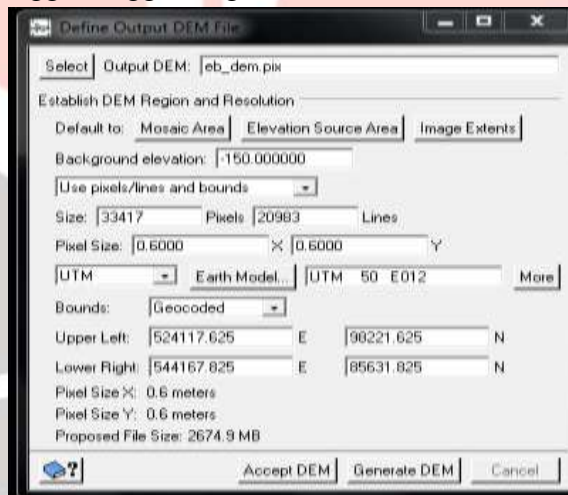 Define Output DEM File
Select Output DEM: eb_dem.pix
Establish DEM Region and Resolution
Default to: Mosaic Area Elevation Source Area Image Extents
Background elevation: -150.000000
Use pixels/lines and bounds
Size: 33417 Pixels 20983 Lines
Pixel Size: 0.6000 X 0.6000 Y
UTM Earth Model... UTM 50 E012 More
Bounds: Geocoded
Upper Left: 524117.625 E 98221.625 N
Lower Right: 544167.825 E 85631.825 N
Pixel Size X: 0.6 meters
Pixel Size Y: 0.6 meters
Proposed File Size: 2674.9 MB
? Accept DEM Generate DEM Cancel